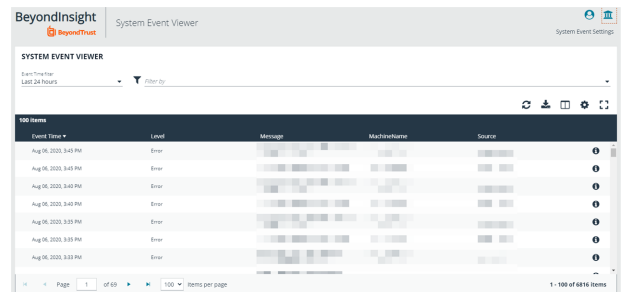 BeyondInsight
BeyondTrust
System Event Viewer
System Event Settings
SYSTEM EVENT VIEWER
Event Time filter
Last 24 hours
Filter by
100 items
Event Time Level Message MachineName Source
Aug 06, 2020, 3:45 PM Error
Aug 06, 2020, 3:45 PM Error
Aug 06, 2020, 3:40 PM Error
Aug 06, 2020, 3:40 PM Error
Aug 06, 2020, 3:35 PM Error
Aug 06, 2020, 3:35 PM Error
Aug 06, 2020, 3:33 PM Error
Page 1 of 69 100 items per page 1 - 100 of 6816 items